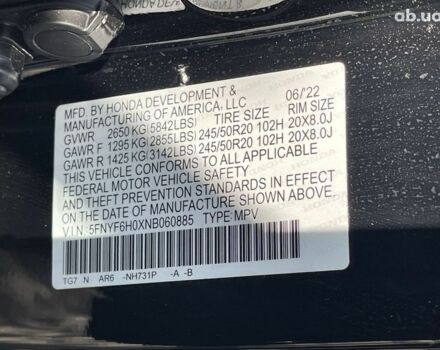 ab.ua
MFD. BY HONDA DEVELOPMENT &
MANUFACTURING OF AMERICA, LLC 06/'22
GVWR 2650 KG(5842LBS) TIRE SIZE RIM SIZE
GAWR F 1295 KG(2855LBS) 245/50R20 102H 20X8.0J
GAWR R 1425 KG(3142LBS) 245/50R20 102H 20X8.0J
THIS VEHICLE CONFORMS TO ALL APPLICABLE
FEDERAL MOTOR VEHICLE SAFETY
AND THEFT PREVENTION STANDARDS IN EFFECT
ON THE DATE OF MANUFACTURE SHOWN ABOVE.
V.I.N.: 5FNYF6H0XNB060885 TYPE: MPV
TG7 N AR6 -NH731P -A -B